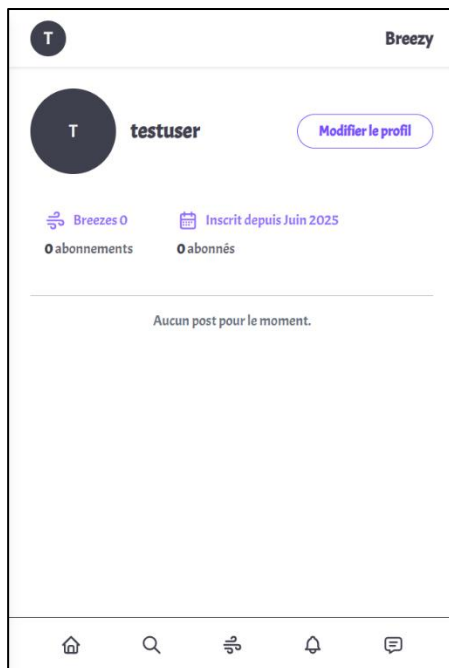 T Breezy
T testuser Modifier le profil
Breezes 0 Inscrit depuis Juin 2025
0 abonnements 0 abonnés
Aucun post pour le moment.